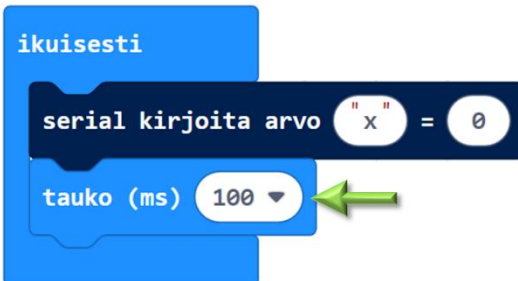 ikuisesti
serial kirjoita arvo "x" = 0
tauko (ms) 100